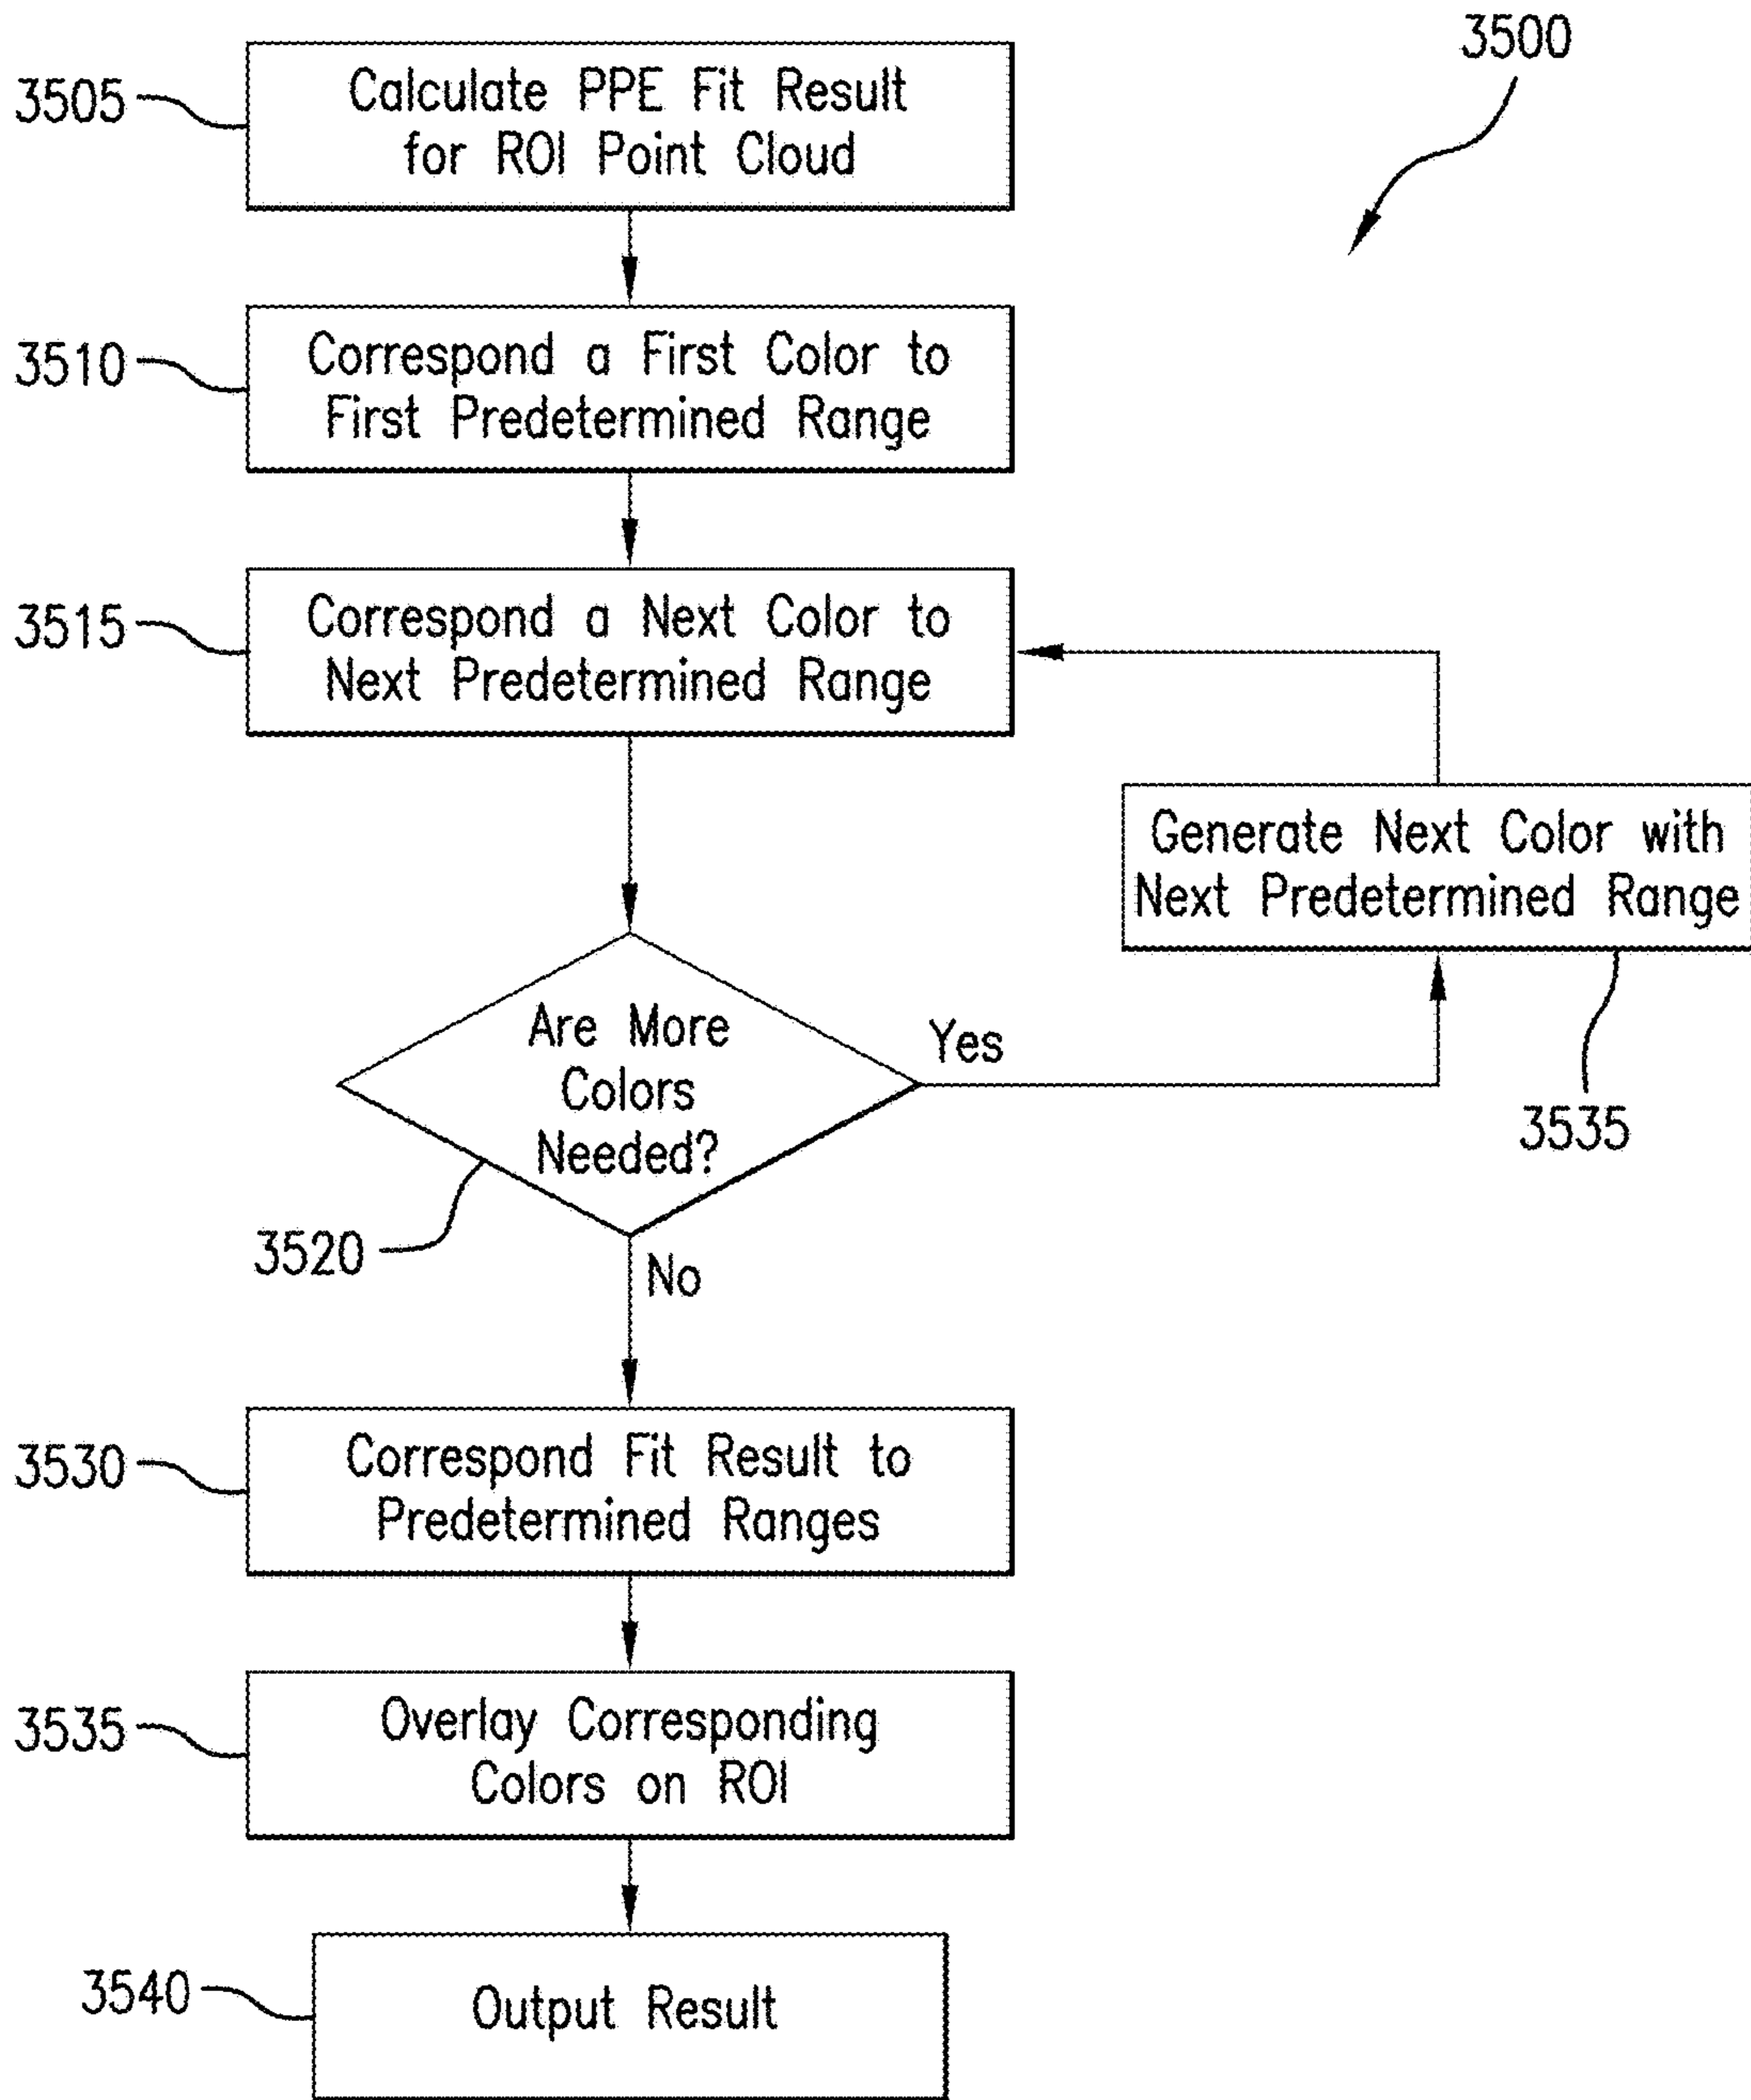 3500
3505
Calculate PPE Fit Result
for ROI Point Cloud
3510
Correspond a First Color to
First Predetermined Range
3515
Correspond a Next Color to
Next Predetermined Range
Generate Next Color with
Next Predetermined Range
3535
Are More
Colors
Needed?
Yes
3520
No
3530
Correspond Fit Result to
Predetermined Ranges
3535
Overlay Corresponding
Colors on ROI
3540
Output Result